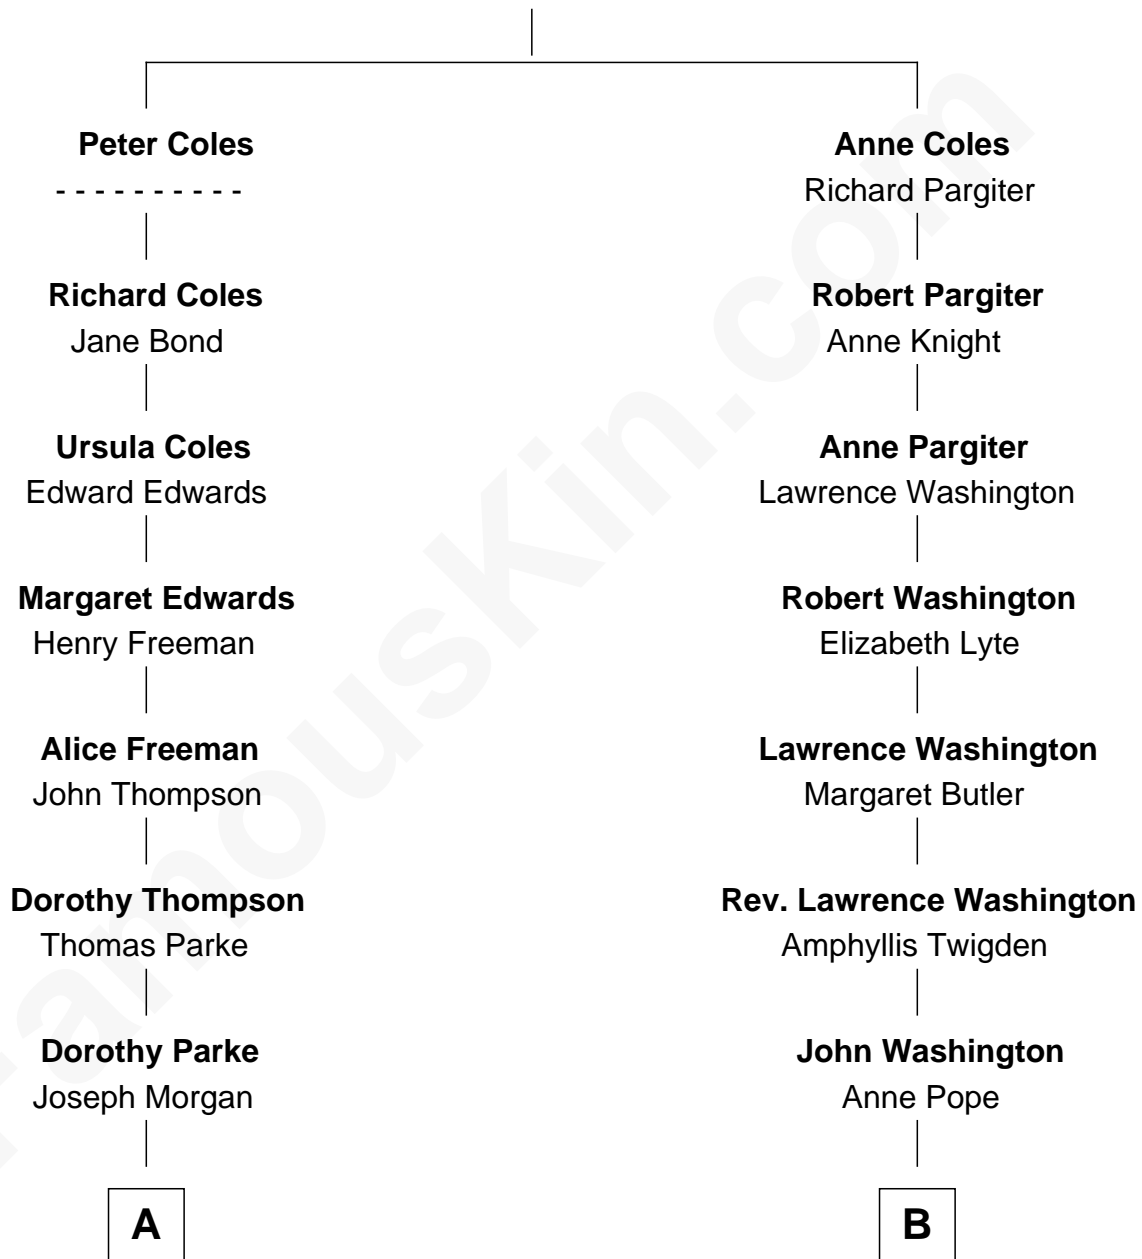 Peter Coles
- - - - - - - - - -
Richard Coles
Jane Bond
Ursula Coles
Edward Edwards
Margaret Edwards
Henry Freeman
Alice Freeman
John Thompson
Dorothy Thompson
Thomas Parke
Dorothy Parke
Joseph Morgan
A
Anne Coles
Richard Pargiter
Robert Pargiter
Anne Knight
Anne Pargiter
Lawrence Washington
Robert Washington
Elizabeth Lyte
Lawrence Washington
Margaret Butler
Rev. Lawrence Washington
Amphyllis Twigden
John Washington
Anne Pope
B
FamousKin.com